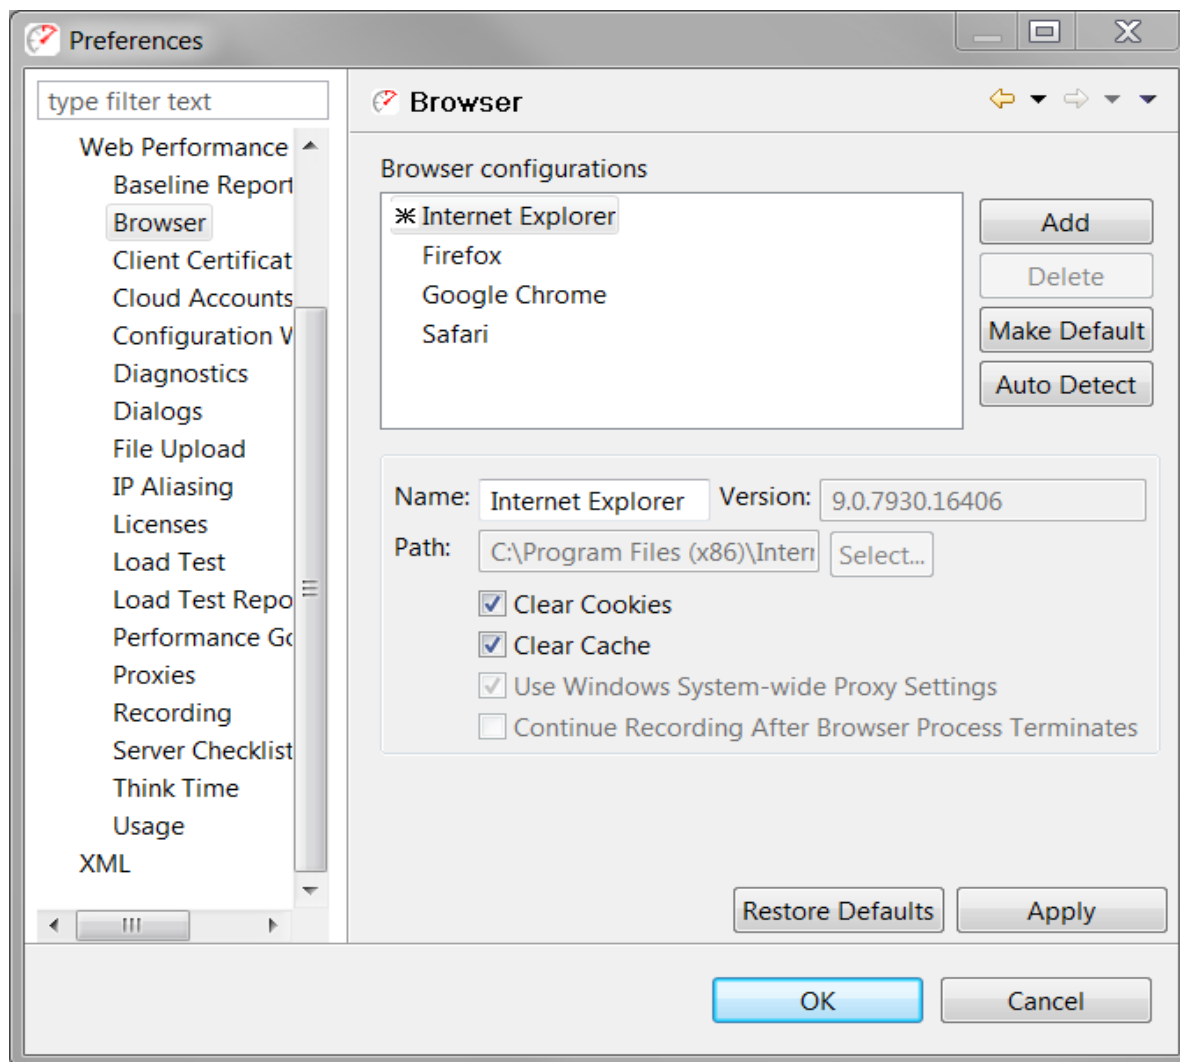 Preferences
type filter text
Web Performance
Baseline Report
Browser
Client Certificat
Cloud Accounts
Configuration W
Diagnostics
Dialogs
File Upload
IP Aliasing
Licenses
Load Test
Load Test Repo
Performance Go
Proxies
Recording
Server Checklist
Think Time
Usage
XML
Browser
Browser configurations
Internet Explorer
Firefox
Google Chrome
Safari
Add
Delete
Make Default
Auto Detect
Name: Internet Explorer Version: 9.0.7930.16406
Path: C:\Program Files (x86)\Intern Select...
Clear Cookies
Clear Cache
Use Windows System-wide Proxy Settings
Continue Recording After Browser Process Terminates
Restore Defaults Apply
OK Cancel